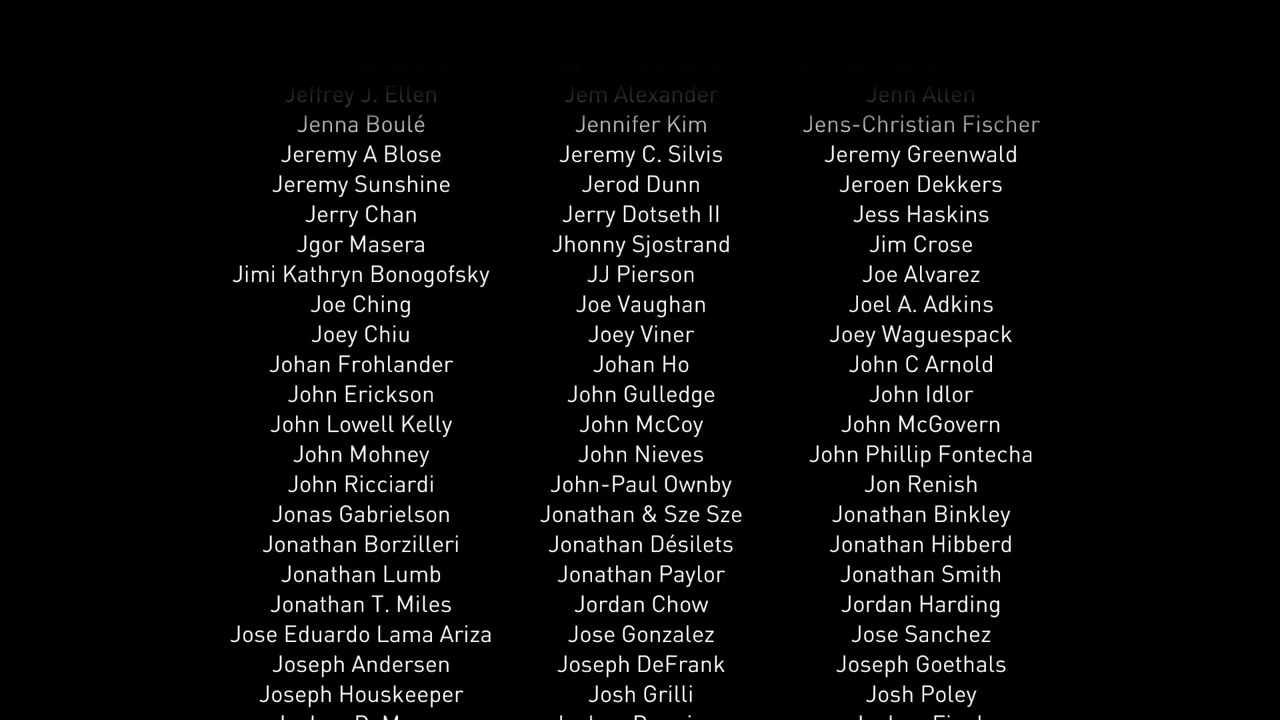 Jeffrey J. Ellen Jem Alexander Jenn Allen
Jenna Boulé Jennifer Kim Jens-Christian Fischer
Jeremy A Blose Jeremy C. Silvis Jeremy Greenwald
Jeremy Sunshine Jerod Dunn Jeroen Dekkers
Jerry Chan Jerry Dotseth II Jess Haskins
Jgor Masera Jhonny Sjostrand Jim Crose
Jimi Kathryn Bonogofsky JJ Pierson Joe Alvarez
Joe Ching Joe Vaughan Joel A. Adkins
Joey Chiu Joey Viner Joey Waguespack
Johan Frohlander Johan Ho John C Arnold
John Erickson John Gulledge John Idlor
John Lowell Kelly John McCoy John McGovern
John Mohney John Nieves John Phillip Fontecha
John Ricciardi John-Paul Ownby Jon Renish
Jonas Gabrielson Jonathan & Sze Sze Jonathan Binkley
Jonathan Borzilleri Jonathan Désilets Jonathan Hibberd
Jonathan Lumb Jonathan Paylor Jonathan Smith
Jonathan T. Miles Jordan Chow Jordan Harding
Jose Eduardo Lama Ariza Jose Gonzalez Jose Sanchez
Joseph Andersen Joseph DeFrank Joseph Goethals
Joseph Houskeeper Josh Grilli Josh Poley